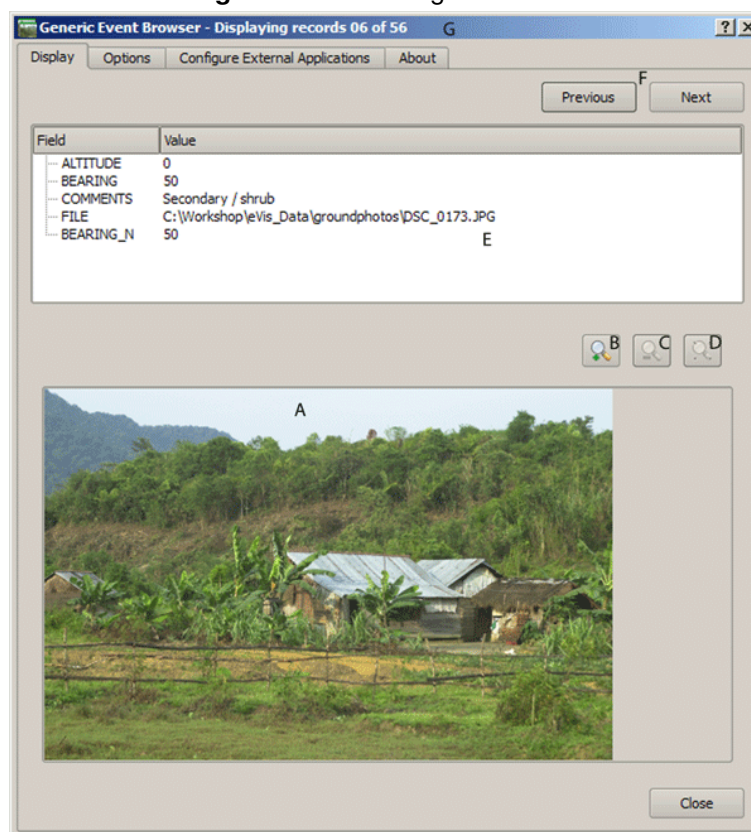 Generic Event Browser - Displaying records 06 of 56 G
Display Options Configure External Applications About
F
Previous Next
Field Value
ALTITUDE 0
BEARING 50
COMMENTS Secondary / shrub
FILE C:\Workshop\eVis_Data\groundphotos\DSC_0173.JPG
BEARING_N 50
E
B C D
A
Close